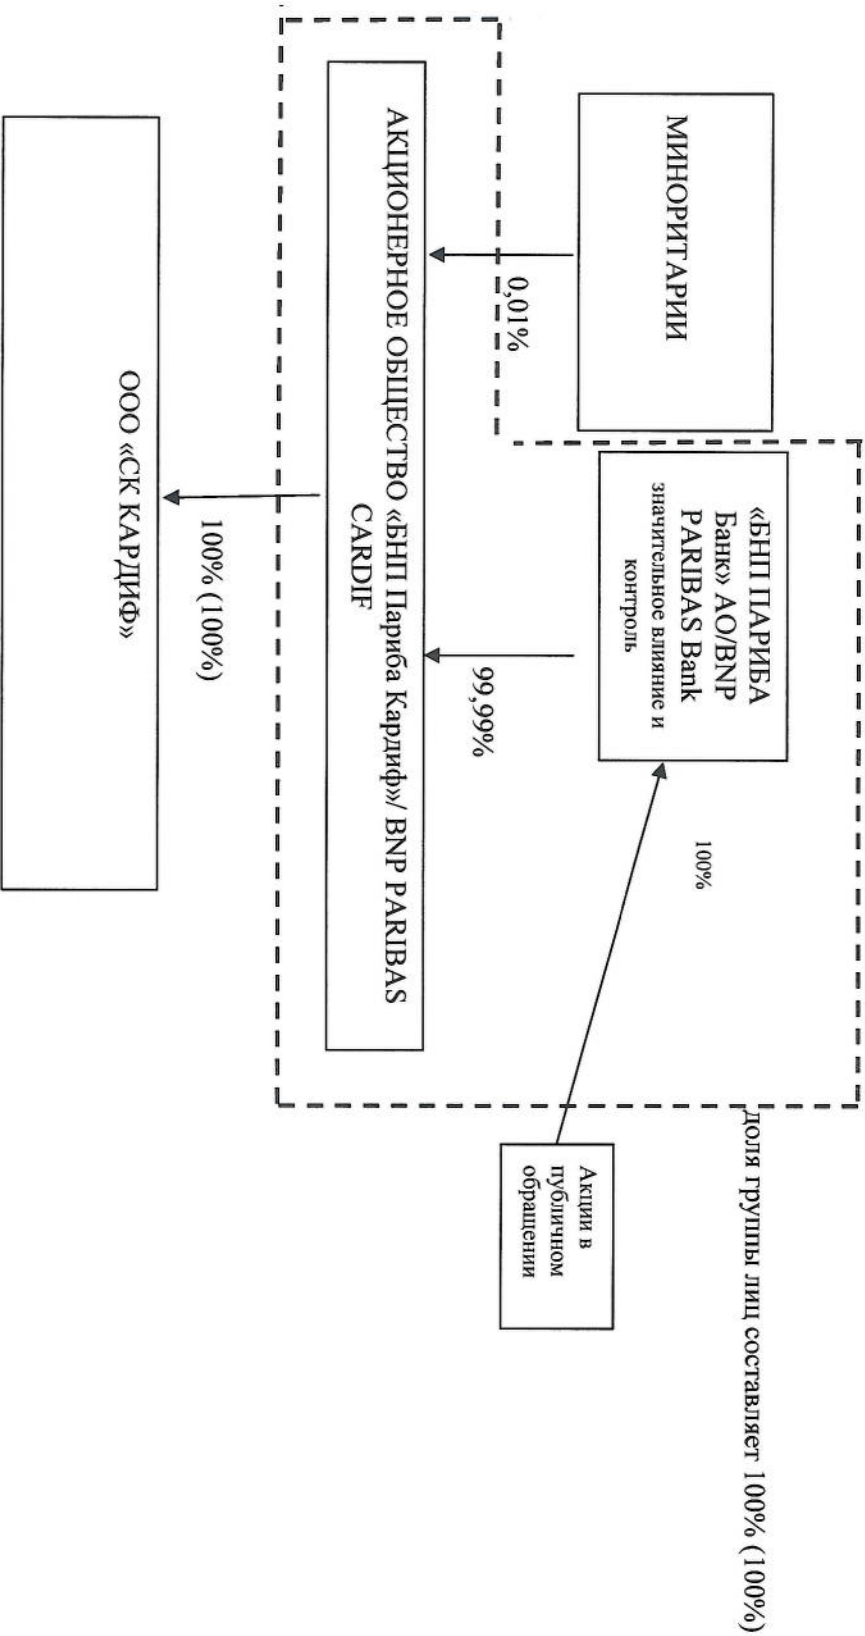 доля группы лиц составляет 100% (100%)
МИНОРИТАРИИ
«БНП ПАРИБА
Банк» АО/BNP
PARIBAS Bank
значительное влияние и
контроль
100%
Акции в
публичном
обращении
0,01%
99,99%
АКЦИОНЕРНОЕ ОБЩЕСТВО «БНП Париба Кардиф»/ BNP PARIBAS
CARDIF
100% (100%)
ООО «СК КАРДИФ»